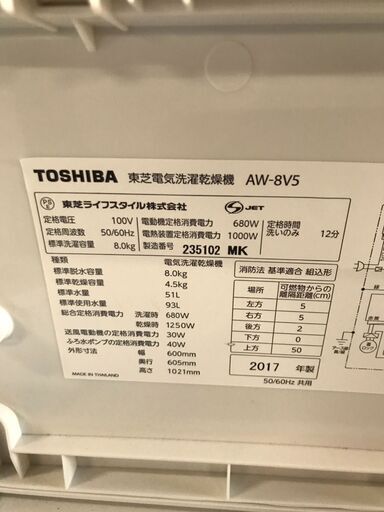 TOSHIBA 東芝電気洗濯乾燥機 AW-8V5
PS E 東芝ライフスタイル株式会社 JET
定格電圧 100V 電動機定格消費電力 680W 定格時間
定格周波数 50/60Hz 電熱装置定格消費電力 1000W 洗いのみ 12分
標準洗濯容量 8.0kg 製造番号 235102 MK
種類 電気洗濯乾燥機
標準脱水容量 8.0kg
標準乾燥容量 4.5kg
標準水量 51L
標準使用水量 93L
総合定格消費電力 洗濯時 680W
乾燥時 1250W
送風電動機の定格消費電力 30W
ふろ水ポンプの定格消費電力 40W
外形寸法 幅 600mm
奥行 605mm
高さ 1021mm
MADE IN THAILAND
消防法 基準適合 組込形
場所 可燃物からの離隔距離(cm)
左方 5
右方 5
後方 2
下方 0
上方 50
2017 年製
50/60Hz 共用